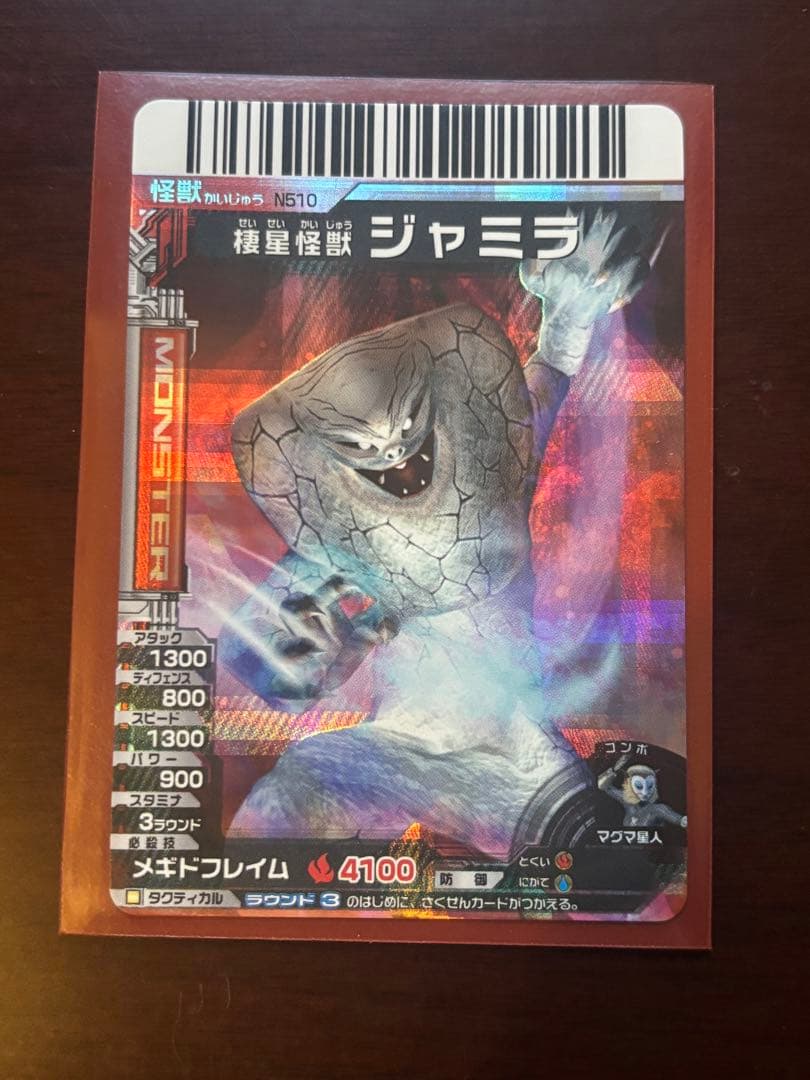 怪獣 かいじゅう N510
せい せい かい じゅう
棲星怪獣 ジャミラ
MONSTER
アタック
1300
ディフェンス
800
スピード
1300
パワー
900
スタミナ
3ラウンド
必殺技
メギドフレイム 4100
防御
とくい
にがて
コンボ
マグマ星人
タクティカル ラウンド 3 のはじめに、さくせんカードがつかえる。